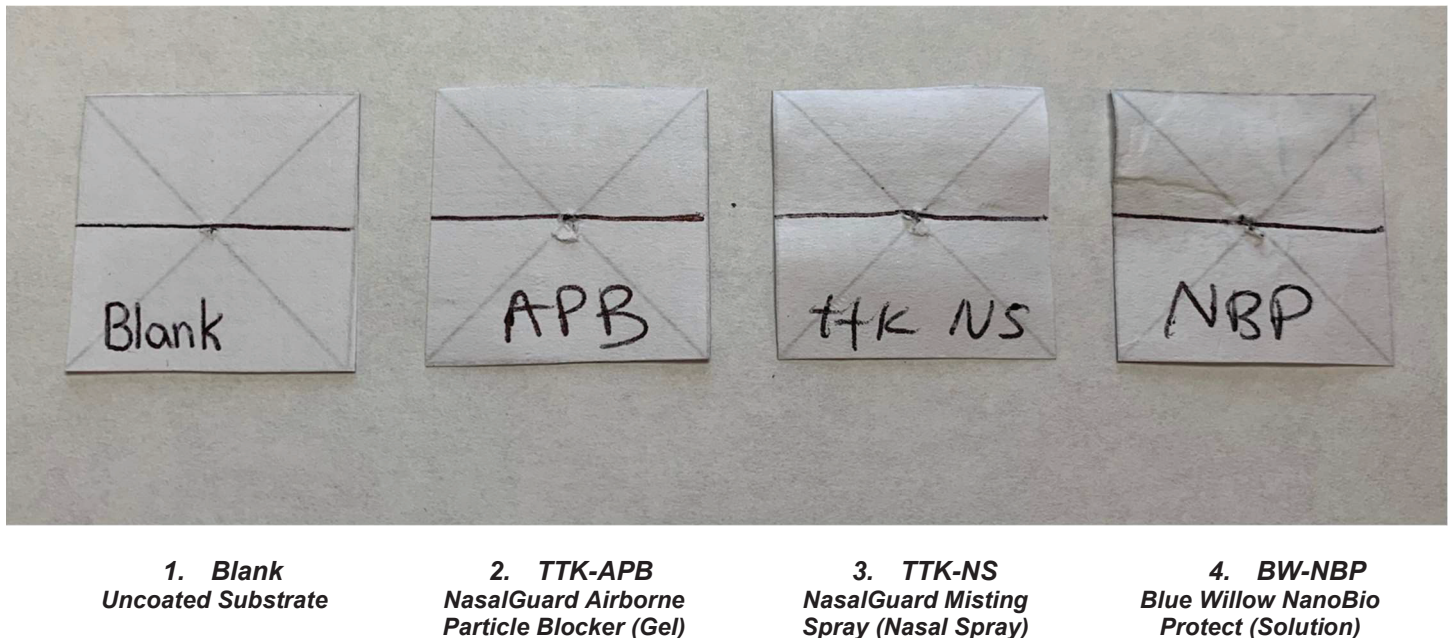 Blank
APB
ttK NS
NBP
1. Blank
Uncoated Substrate
2. TTK-APB
NasalGuard Airborne
Particle Blocker (Gel)
3. TTK-NS
NasalGuard Misting
Spray (Nasal Spray)
4. BW-NBP
Blue Willow NanoBio
Protect (Solution)